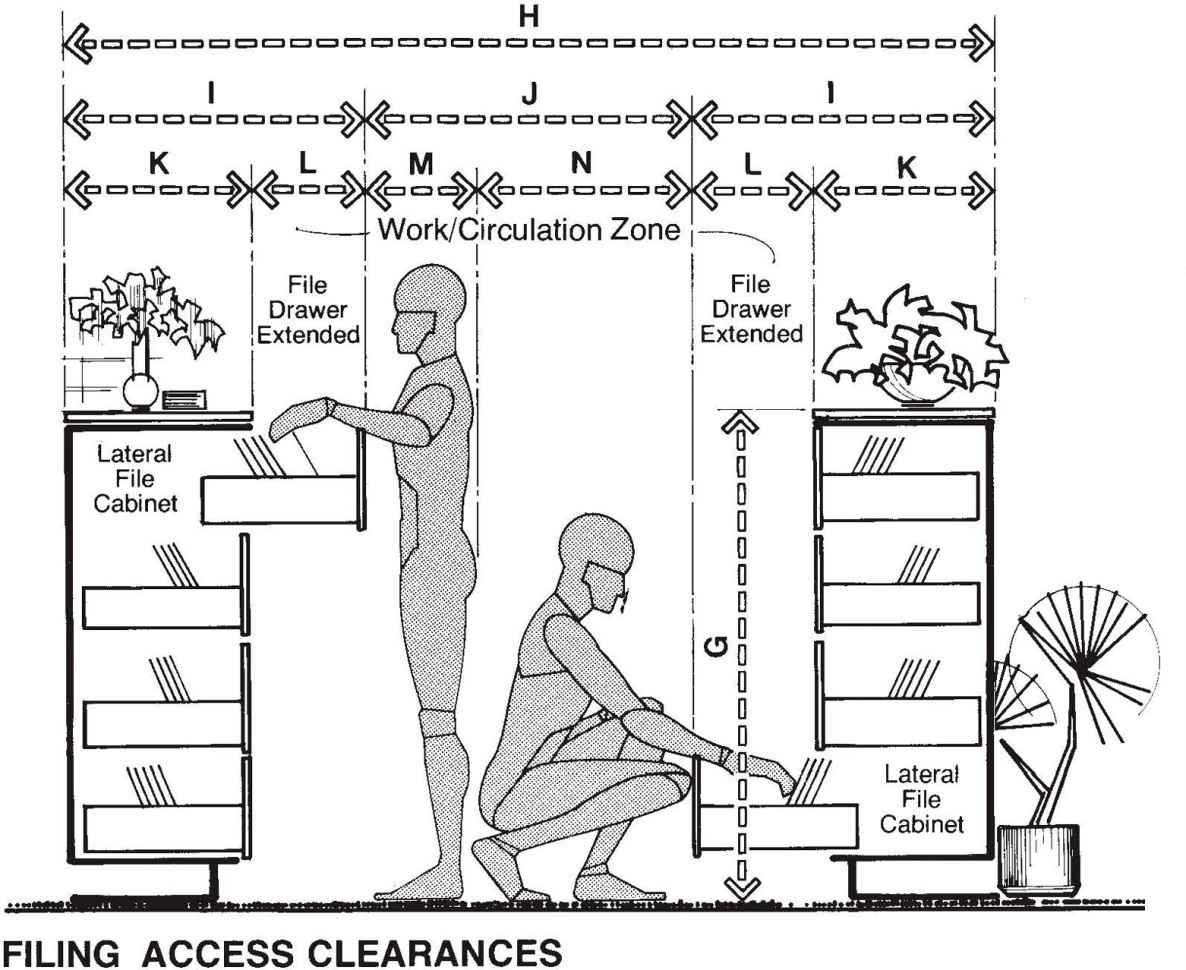 H
I J I
K L M N L K
Work/Circulation Zone
File
Drawer
Extended
File
Drawer
Extended
Lateral
File
Cabinet
G
Lateral
File
Cabinet
FILING ACCESS CLEARANCES